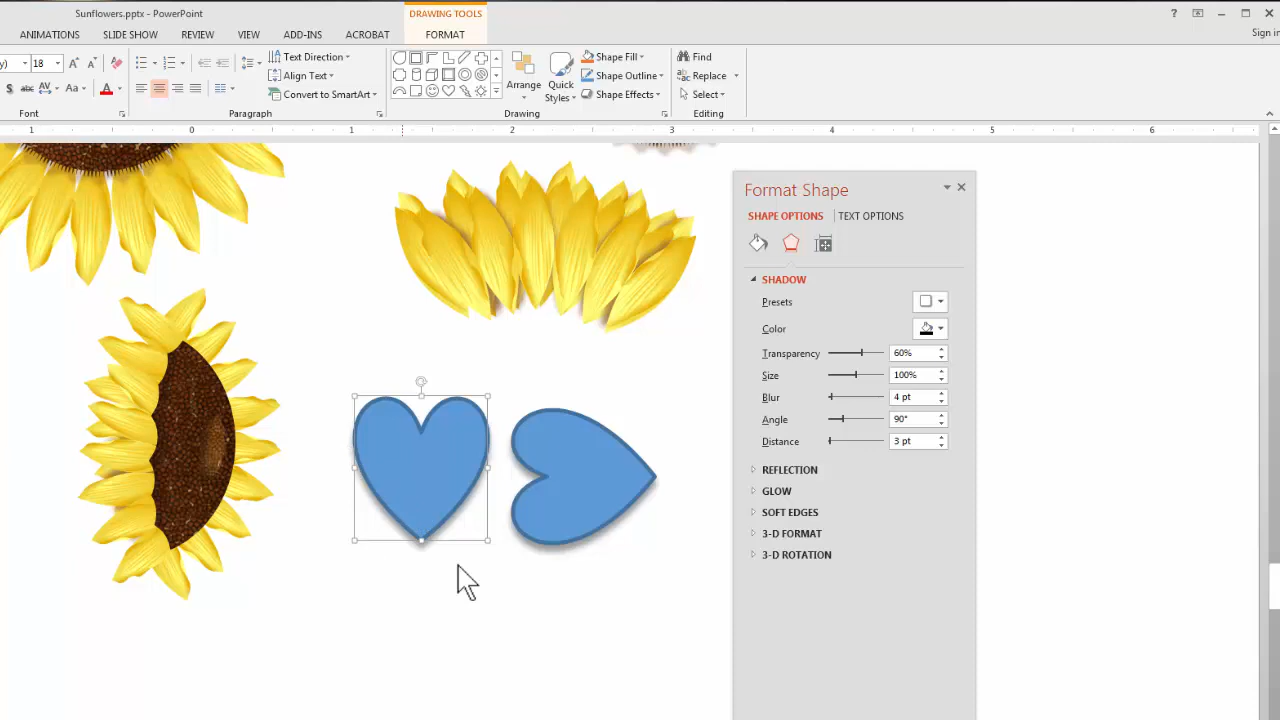 Sunflowers.pptx - PowerPoint
DRAWING TOOLS
?
ANIMATIONS SLIDE SHOW REVIEW VIEW ADD-INS ACROBAT FORMAT
Sign in
18 A A
Text Direction
Shape Fill
Find
Align Text
Shape Outline
Replace
S abc AV Aa A
Arrange Quick Styles
Convert to SmartArt
Shape Effects
Select
Font Paragraph Drawing Editing
1 0 1 2 3 4 5 6
Format Shape
SHAPE OPTIONS TEXT OPTIONS
SHADOW
Presets
Color
Transparency 60%
Size 100%
Blur 4 pt
Angle 90°
Distance 3 pt
REFLECTION
GLOW
SOFT EDGES
3-D FORMAT
3-D ROTATION